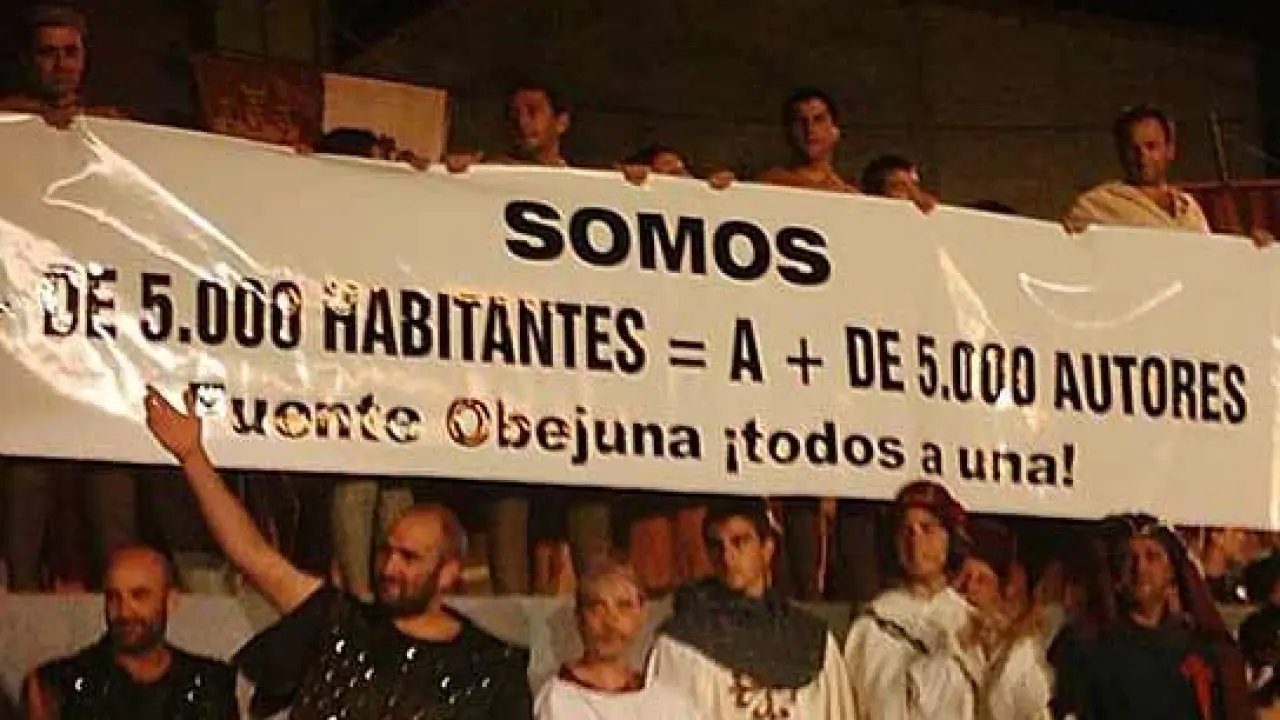 SOMOS
DE 5.000 HABITANTES = A + DE 5.000 AUTORES
Fuente Obejuna ¡todos a una!